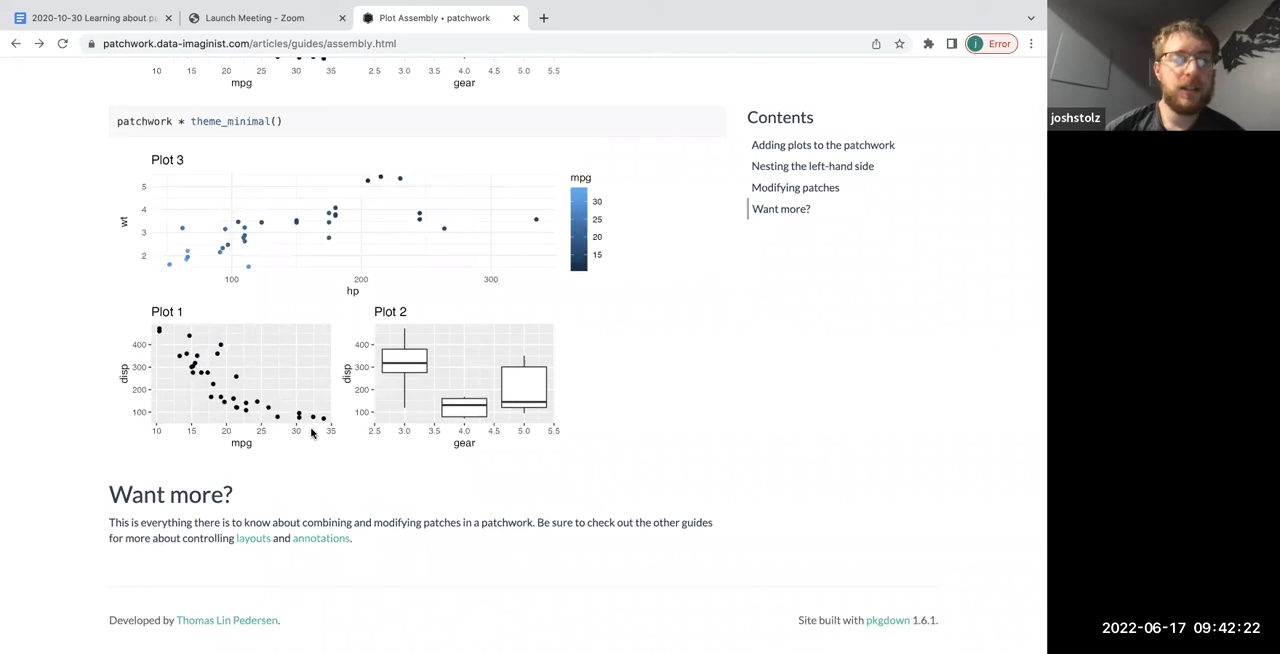 2020-10-30 Learning about pa
Launch Meeting - Zoom
Plot Assembly • patchwork
patchwork.data-imaginist.com/articles/guides/assembly.html
j Error
10 15 20 25 30 35 2.5 3.0 3.5 4.0 4.5 5.0 5.5
mpg gear
patchwork * theme_minimal()
Contents
Adding plots to the patchwork
Nesting the left-hand side
Modifying patches
Want more?
joshstolz
Plot 3
mpg
5
4
3
2
wt
30
25
20
15
100 200 300
hp
Plot 1 Plot 2
400
300
200
100
disp
400
300
200
100
disp
10 15 20 25 30 35 2.5 3.0 3.5 4.0 4.5 5.0 5.5
mpg gear
Want more?
This is everything there is to know about combining and modifying patches in a patchwork. Be sure to check out the other guides
for more about controlling layouts and annotations.
Developed by Thomas Lin Pedersen.
Site built with pkgdown 1.6.1.
2022-06-17 09:42:22